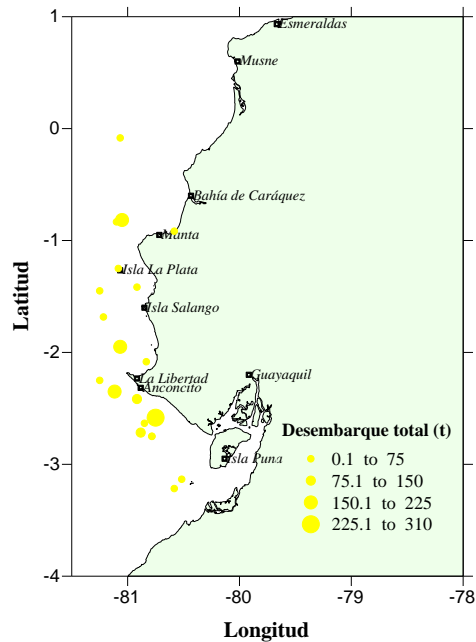 1
Esmeraldas
Musne
0
Bahía de Caráquez
Manta
-1
Isla La Plata
Isla Salango
Latitud
-2
La Libertad
Anconcito
Guayaquil
Desembarque total (t)
0.1 to 75
Isla Puna
-3
75.1 to 150
150.1 to 225
225.1 to 310
-4
-81 -80 -79 -78
Longitud